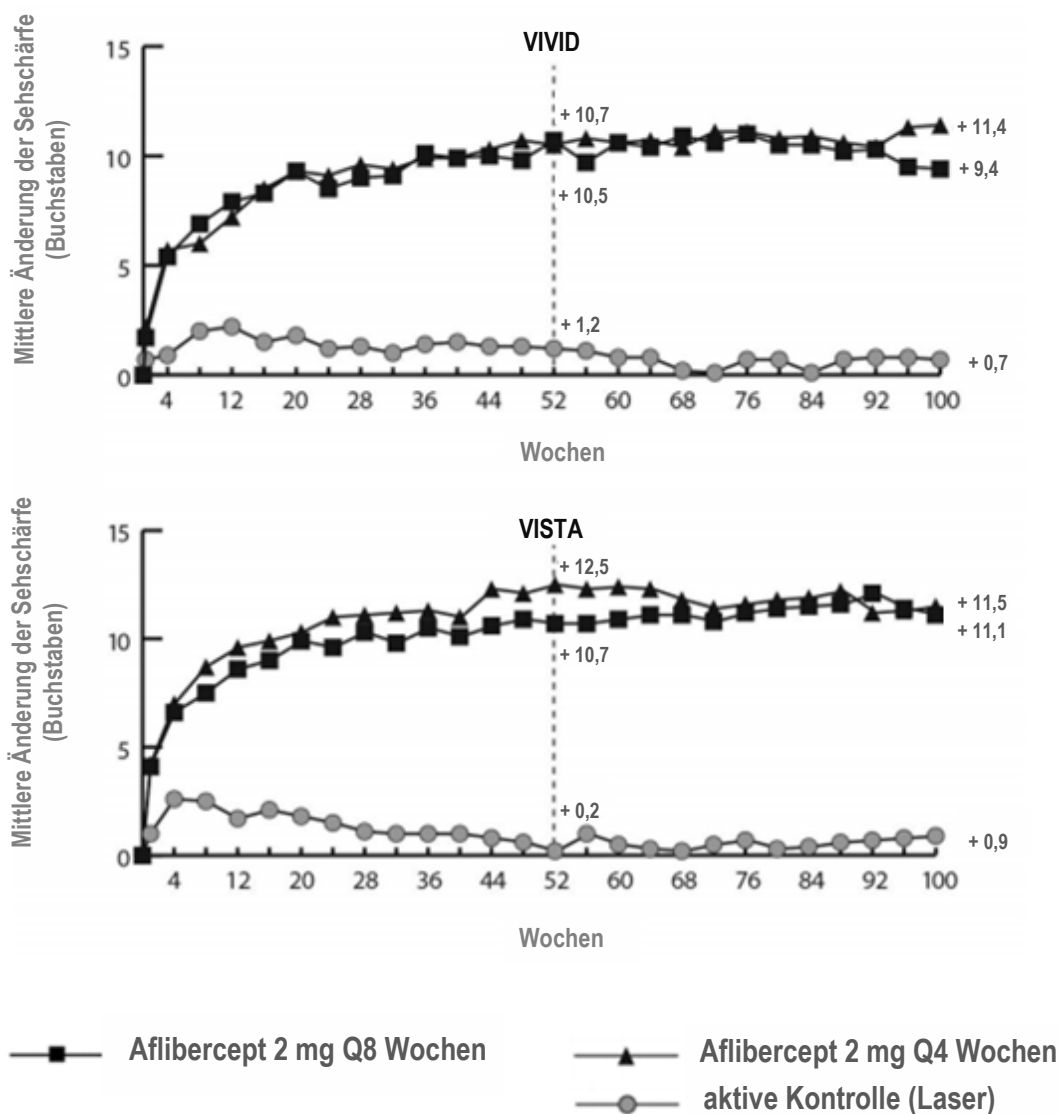 VIVID
Mittlere Änderung der Sehschärfe
(Buchstaben)
15
10
5
0
+ 10,7
+ 10,5
+ 1,2
+ 11,4
+ 9,4
+ 0,7
4 12 20 28 36 44 52 60 68 76 84 92 100
Wochen
VISTA
Mittlere Änderung der Sehschärfe
(Buchstaben)
15
10
5
0
+ 12,5
+ 10,7
+ 0,2
+ 11,5
+ 11,1
+ 0,9
4 12 20 28 36 44 52 60 68 76 84 92 100
Wochen
Aflibercept 2 mg Q8 Wochen
Aflibercept 2 mg Q4 Wochen
aktive Kontrolle (Laser)